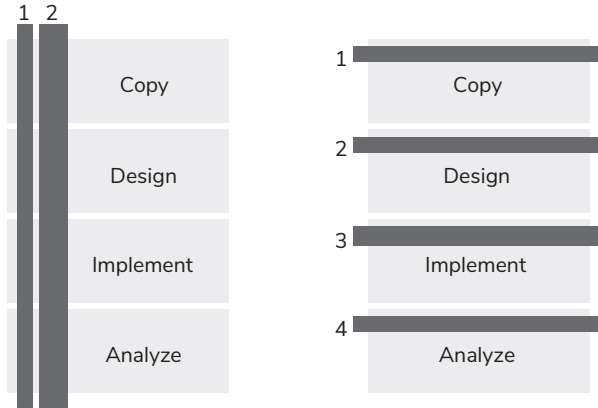 1 2
Copy
Design
Implement
Analyze
1
Copy
2
Design
3
Implement
4
Analyze